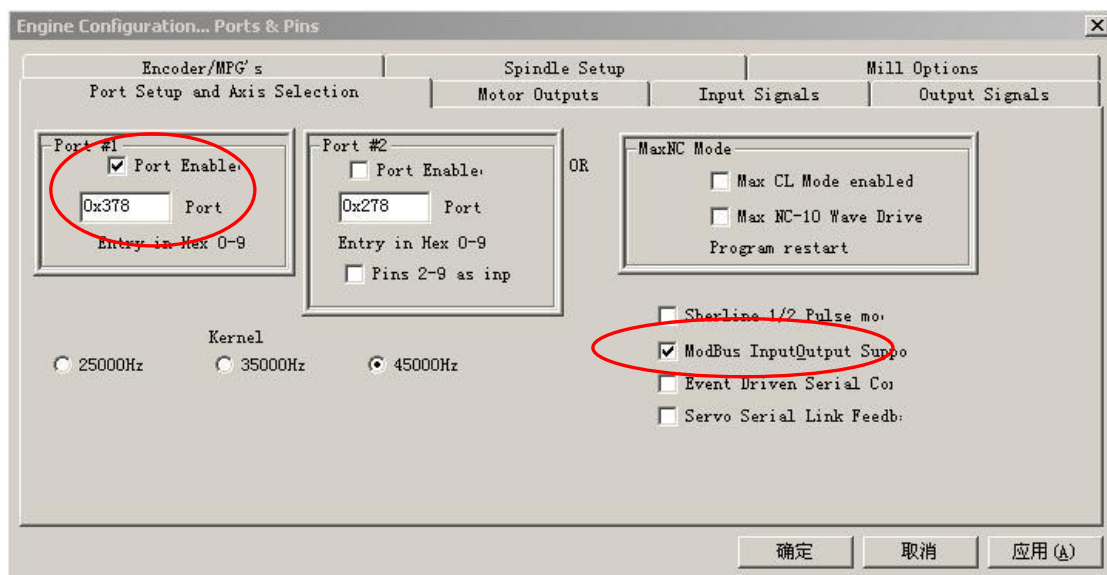 Engine Configuration... Ports & Pins
Encoder/MPG's Spindle Setup Mill Options
Port Setup and Axis Selection Motor Outputs Input Signals Output Signals
Port #1
Port Enable
0x378 Port
Entry in Hex 0-9
Port #2
Port Enable
0x278 Port
Entry in Hex 0-9
Pins 2-9 as inp
OR
MaxNC Mode
Max CL Mode enabled
Max NC-10 Wave Drive
Program restart
Sherline 1/2 Pulse mo
ModBus InputOutput Suppo
Event Driven Serial Co
Servo Serial Link Feedb
Kernel
25000Hz 35000Hz 45000Hz
确定 取消 应用(A)